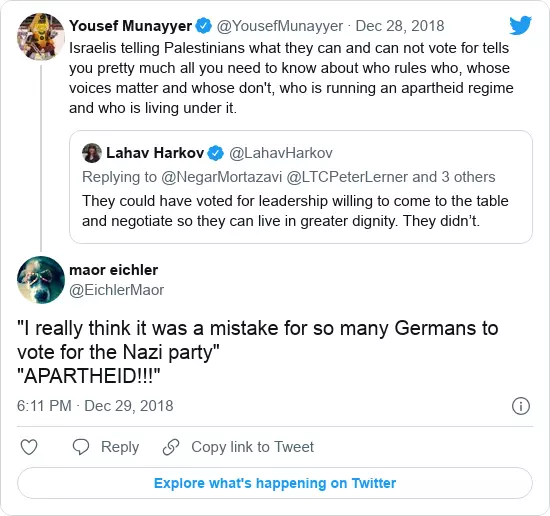 Yousef Munayyer @YousefMunayyer · Dec 28, 2018
Israelis telling Palestinians what they can and can not vote for tells
you pretty much all you need to know about who rules who, whose
voices matter and whose don't, who is running an apartheid regime
and who is living under it.
Lahav Harkov @LahavHarkov
Replying to @NegarMortazavi @LTCPeterLerner and 3 others
They could have voted for leadership willing to come to the table
and negotiate so they can live in greater dignity. They didn’t.
maor eichler
@EichlerMaor
"I really think it was a mistake for so many Germans to
vote for the Nazi party"
"APARTHEID!!!"
6:11 PM · Dec 29, 2018
Reply Copy link to Tweet
Explore what's happening on Twitter